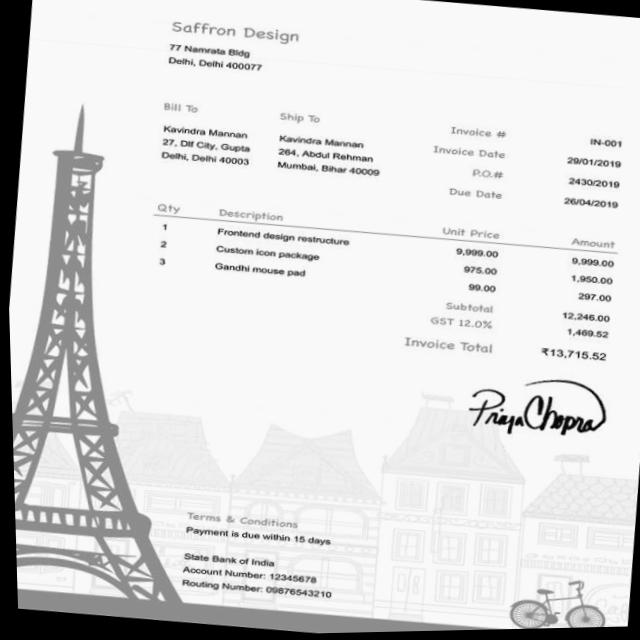 Saffron Design
77 Namrata Bldg
Delhi, Delhi 400077
Bill To
Kavindra Mannan
27, Dlf City, Gupta
Delhi, Delhi 40003
Ship To
Kavindra Mannan
264, Abdul Rehman
Mumbai, Bihar 40009
Invoice # IN-001
Invoice Date 29/01/2019
P.O.# 2430/2019
Due Date 26/04/2019
Qty Description Unit Price Amount
1 Frontend design restructure 9,999.00 9,999.00
2 Custom icon package 975.00 1,950.00
3 Gandhi mouse pad 99.00 297.00
Subtotal 12,246.00
GST 12.0% 1,469.52
Invoice Total ₹13,715.52
Priya Chopra
Terms & Conditions
Payment is due within 15 days
State Bank of India
Account Number: 12345678
Routing Number: 09876543210